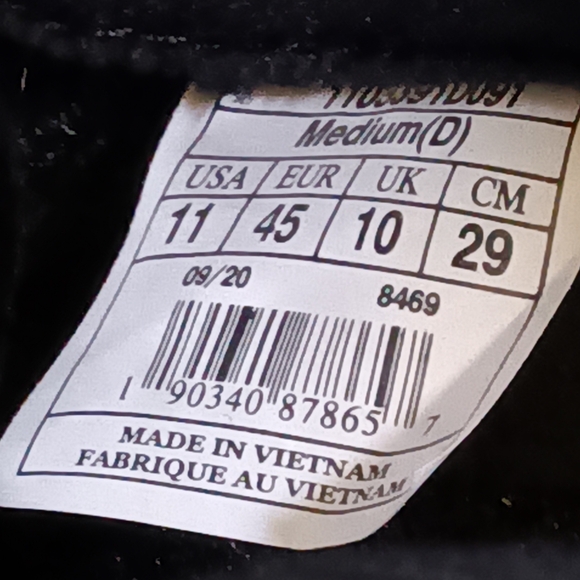 1103091D091
Medium(D)
USA EUR UK CM
11 45 10 29
09/20 8469
1 90340 87865 7
MADE IN VIETNAM
FABRIQUE AU VIETNAM